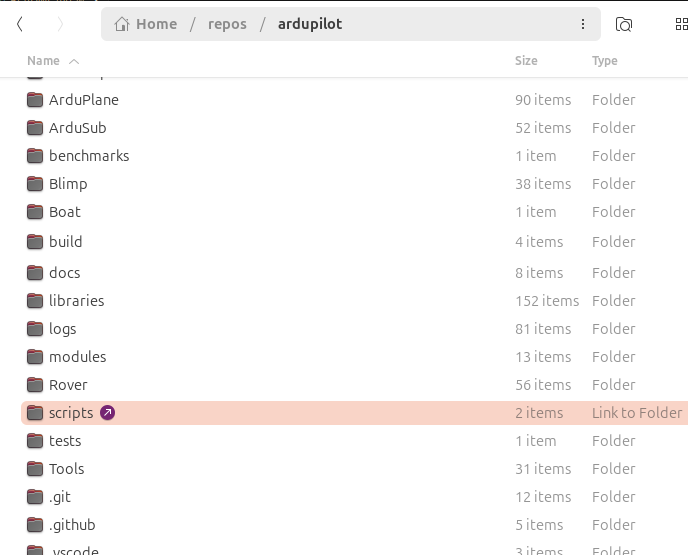 Home / repos / ardupilot
Name Size Type
ArduPlane 90 items Folder
ArduSub 52 items Folder
benchmarks 1 item Folder
Blimp 38 items Folder
Boat 1 item Folder
build 4 items Folder
docs 8 items Folder
libraries 152 items Folder
logs 81 items Folder
modules 13 items Folder
Rover 56 items Folder
scripts 2 items Link to Folder
tests 1 item Folder
Tools 31 items Folder
.git 12 items Folder
.github 5 items Folder
.vscode 3 items Folder